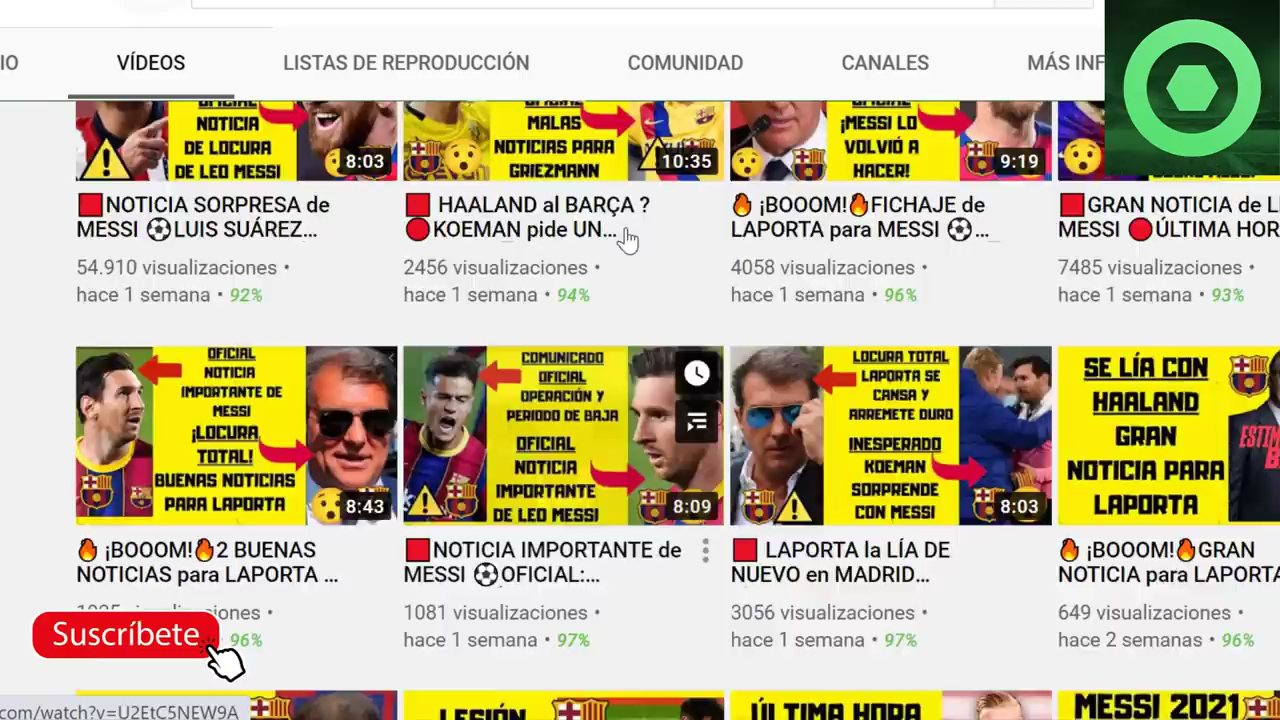 IO
VÍDEOS
LISTAS DE REPRODUCCIÓN
COMUNIDAD
CANALES
MÁS INF
OFICIAL
NOTICIA
DE LOCURA
DE LEO MESSI
8:03
OFICIAL
MALAS
NOTICIAS PARA
GRIEZMANN
10:35
¡MESSI LO
VOLVIÓ A
HACER!
9:19
NOTICIA SORPRESA de
MESSI ⚽LUIS SUÁREZ...
54.910 visualizaciones •
hace 1 semana • 92%
HAALAND al BARÇA ?
KOEMAN pide UN...
2456 visualizaciones •
hace 1 semana • 94%
🔥 ¡BOOOM!🔥FICHAJE de
LAPORTA para MESSI ⚽...
4058 visualizaciones •
hace 1 semana • 96%
GRAN NOTICIA de L
MESSI 🔴ÚLTIMA HOR
7485 visualizaciones •
hace 1 semana • 93%
OFICIAL
NOTICIA
IMPORTANTE DE
MESSI
¡LOCURA
TOTAL!
BUENAS NOTICIAS
PARA LAPORTA
8:43
COMUNICADO
OFICIAL
OPERACIÓN Y
PERIODO DE BAJA
OFICIAL
NOTICIA
IMPORTANTE
DE LEO MESSI
8:09
LOCURA TOTAL
LAPORTA SE
CANSA Y
ARREMETE DURO
INESPERADO
KOEMAN
SORPRENDE
CON MESSI
8:03
SE LÍA CON
HAALAND
GRAN
NOTICIA PARA
LAPORTA
🔥 ¡BOOOM!🔥2 BUENAS
NOTICIAS para LAPORTA ...
visualizaciones •
96%
NOTICIA IMPORTANTE de
MESSI ⚽OFICIAL:...
1081 visualizaciones •
hace 1 semana • 97%
LAPORTA la LÍA DE
NUEVO en MADRID...
3056 visualizaciones •
hace 1 semana • 97%
🔥 ¡BOOOM!🔥GRAN
NOTICIA para LAPORTA
649 visualizaciones •
hace 2 semanas • 96%
Suscríbete
.com/watch?v=U2EtC5NEW9A
LESIÓN
ÚLTIMA HORA
MESSI 2021